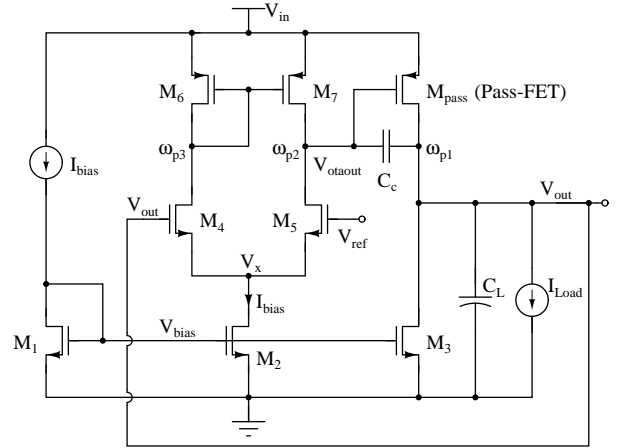 V_in
M_6
M_7
M_pass (Pass-FET)
ω_p3
ω_p2
V_otaout
C_c
ω_p1
I_bias
V_out
M_4
M_5
V_ref
V_out
V_x
I_bias
C_L
I_Load
M_1
V_bias
M_2
M_3